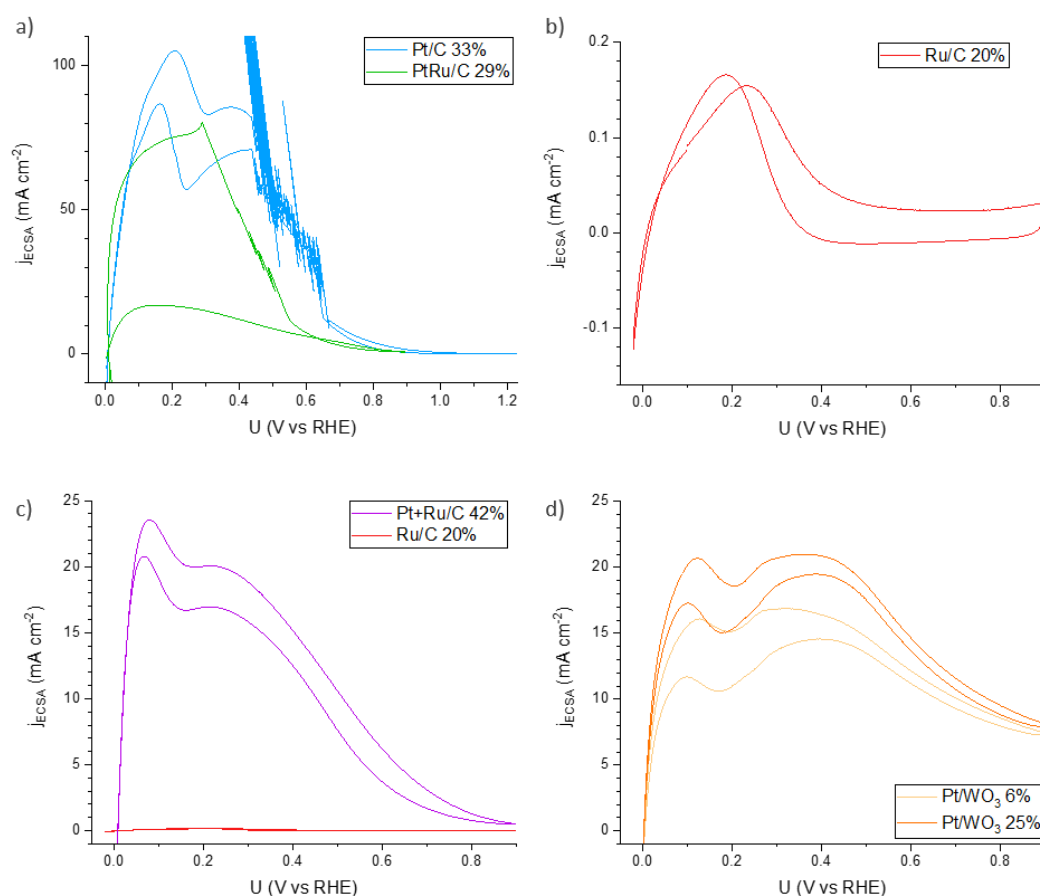 a)
Pt/C 33%
PtRu/C 29%
100
50
0
j_ECSA (mA cm⁻²)
0.0 0.2 0.4 0.6 0.8 1.0 1.2
U (V vs RHE)
b)
Ru/C 20%
0.2
0.1
0.0
-0.1
j_ECSA (mA cm⁻²)
0.0 0.2 0.4 0.6 0.8
U (V vs RHE)
c)
Pt+Ru/C 42%
Ru/C 20%
25
20
15
10
5
0
j_ECSA (mA cm⁻²)
0.0 0.2 0.4 0.6 0.8
U (V vs RHE)
d)
25
20
15
10
5
0
j_ECSA (mA cm⁻²)
Pt/WO₃ 6%
Pt/WO₃ 25%
0.0 0.2 0.4 0.6 0.8
U (V vs RHE)